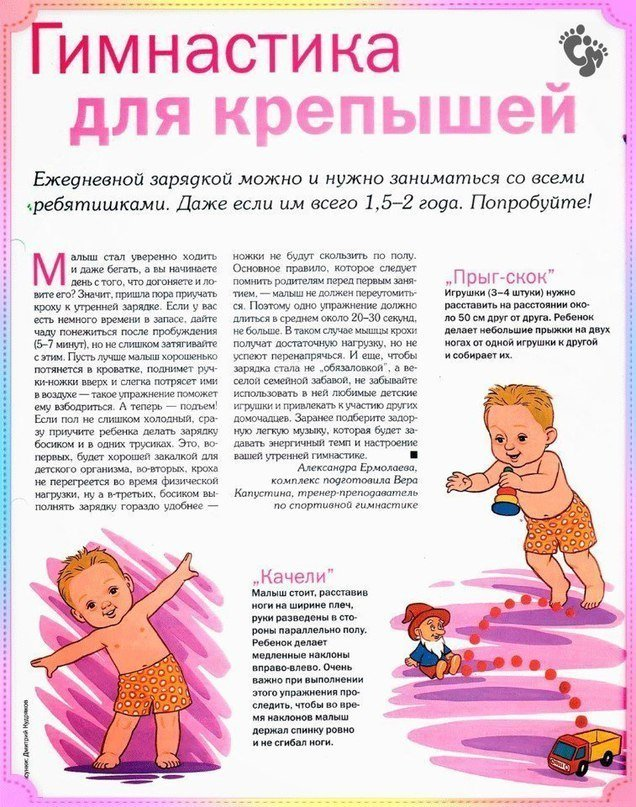 Гимнастика
для крепышей
СМ
Ежедневной зарядкой можно и нужно заниматься со всеми
ребятишками. Даже если им всего 1,5–2 года. Попробуйте!
Малыш стал уверенно ходить
и даже бегать, а вы начинаете
день с того, что догоняете и ло-
вите его? Значит, пришла пора приучать
кроху к утренней зарядке. Если у вас
есть немного времени в запасе, дайте
чаду понежиться после пробуждения
(5–7 минут), но не слишком затягивайте
с этим. Пусть лучше малыш хорошенько
потянется в кроватке, поднимет руч-
ки-ножки вверх и слегка потрясет ими
в воздухе — такое упражнение поможет
ему взбодриться. А теперь — подъем!
Если пол не слишком холодный, сра-
зу приучите ребенка делать зарядку
босиком и в одних трусиках. Это, во-
первых, будет хорошей закалкой для
детского организма, во-вторых, кроха
не перегреется во время физической
нагрузки, ну а в-третьих, босиком вы-
полнять зарядку гораздо удобнее —
ножки не будут скользить по полу.
Основное правило, которое следует
помнить родителям перед первым заня-
тием, — малыш не должен переутомить-
ся. Поэтому одно упражнение должно
длиться в среднем около 20–30 секунд,
не больше. В таком случае мышцы крохи
получат достаточную нагрузку, но не
успеют перенапрячься. И еще, чтобы
зарядка стала не „обязаловкой", а ве-
селой семейной забавой, не забывайте
использовать в ней любимые детские
игрушки и привлекать к участию других
домочадцев. Заранее подберите задор-
ную легкую музыку, которая будет за-
давать энергичный темп и настроение
вашей утренней гимнастике.
Александра Ермолаева,
комплекс подготовила Вера
Капустина, тренер-преподаватель
по спортивной гимнастике
„Прыг-скок"
Игрушки (3–4 штуки) нужно
расставить на расстоянии око-
ло 50 см друг от друга. Ребенок
делает небольшие прыжки на двух
ногах от одной игрушки к другой
и собирает их.
„Качели"
Малыш стоит, расставив
ноги на ширине плеч,
руки разведены в сто-
роны параллельно полу.
Ребенок делает
медленные наклоны
вправо-влево. Очень
важно при выполнении
этого упражнения про-
следить, чтобы во вре-
мя наклонов малыш
держал спинку ровно
и не сгибал ноги.